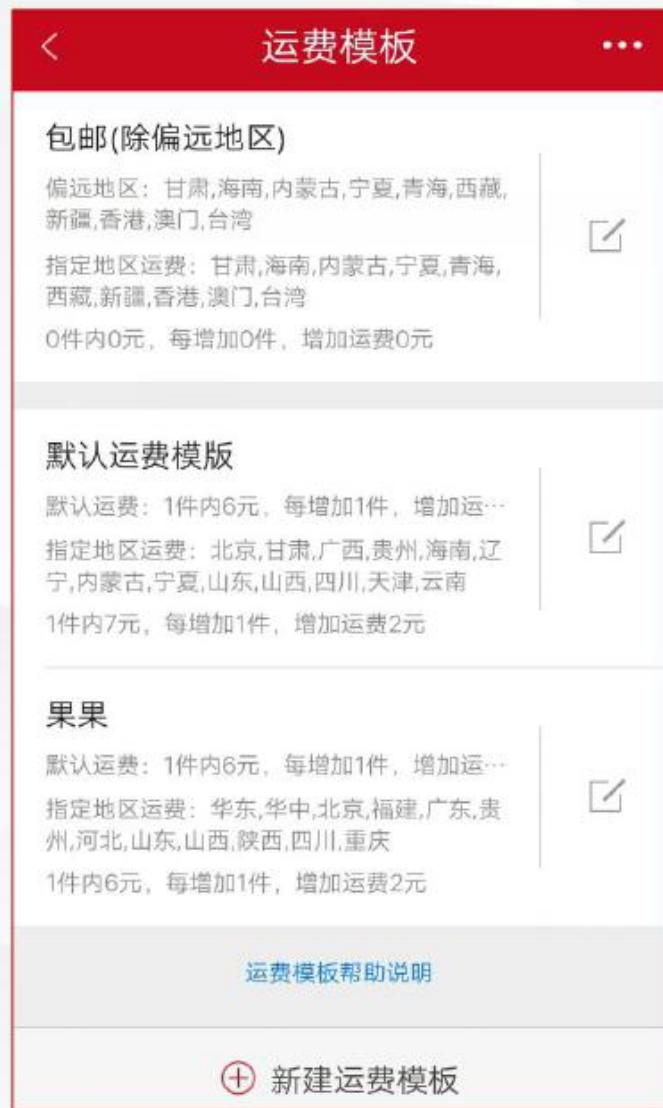 运费模板
包邮(除偏远地区)
偏远地区：甘肃,海南,内蒙古,宁夏,青海,西藏,
新疆,香港,澳门,台湾
指定地区运费：甘肃,海南,内蒙古,宁夏,青海,
西藏,新疆,香港,澳门,台湾
0件内0元，每增加0件，增加运费0元
默认运费模版
默认运费：1件内6元，每增加1件，增加运…
指定地区运费：北京,甘肃,广西,贵州,海南,辽
宁,内蒙古,宁夏,山东,山西,四川,天津,云南
1件内7元，每增加1件，增加运费2元
果果
默认运费：1件内6元，每增加1件，增加运…
指定地区运费：华东,华中,北京,福建,广东,贵
州,河北,山东,山西,陕西,四川,重庆
1件内6元，每增加1件，增加运费2元
运费模板帮助说明
新建运费模板